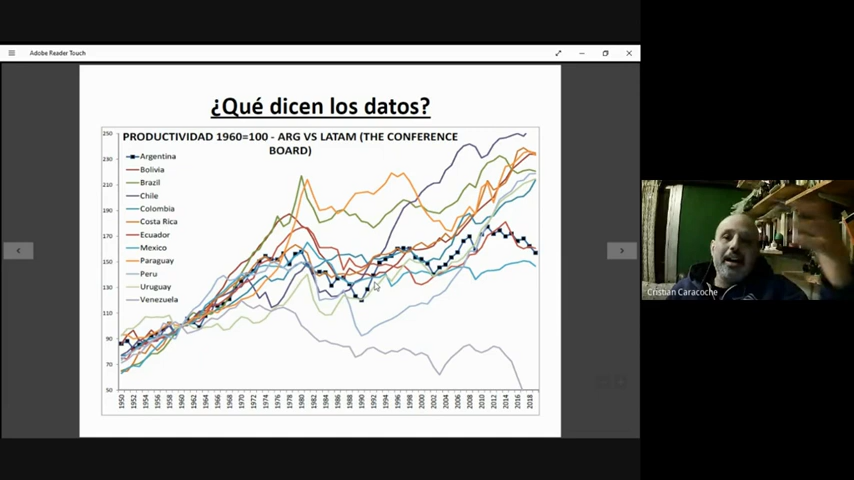 Adobe Reader Touch
¿Qué dicen los datos?
PRODUCTIVIDAD 1960=100 - ARG VS LATAM (THE CONFERENCE
BOARD)
250
230
210
190
170
150
130
110
90
70
50
Argentina
Bolivia
Brazil
Chile
Colombia
Costa Rica
Ecuador
Mexico
Paraguay
Peru
Uruguay
Venezuela
1950 1952 1954 1956 1958 1960 1962 1964 1966 1968 1970 1972 1974 1976 1978 1980 1982 1984 1986 1988 1990 1992 1994 1996 1998 2000 2002 2004 2006 2008 2010 2012 2014 2016 2018
Cristian Caracoche